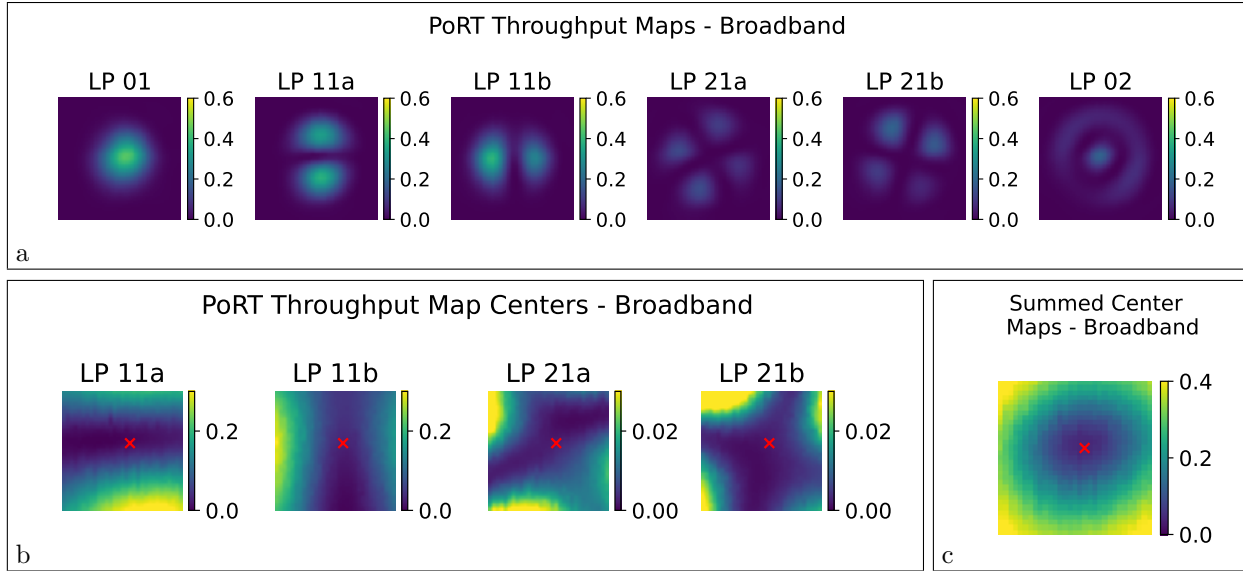 PoRT Throughput Maps - Broadband
LP 01 LP 11a LP 11b LP 21a LP 21b LP 02
0.6 0.6 0.6 0.6 0.6 0.6
0.4 0.4 0.4 0.4 0.4 0.4
0.2 0.2 0.2 0.2 0.2 0.2
0.0 0.0 0.0 0.0 0.0 0.0
a
PoRT Throughput Map Centers - Broadband
LP 11a LP 11b LP 21a LP 21b
0.2 0.2 0.02 0.02
0.0 0.0 0.00 0.00
b
Summed Center
Maps - Broadband
0.4
0.2
0.0
c